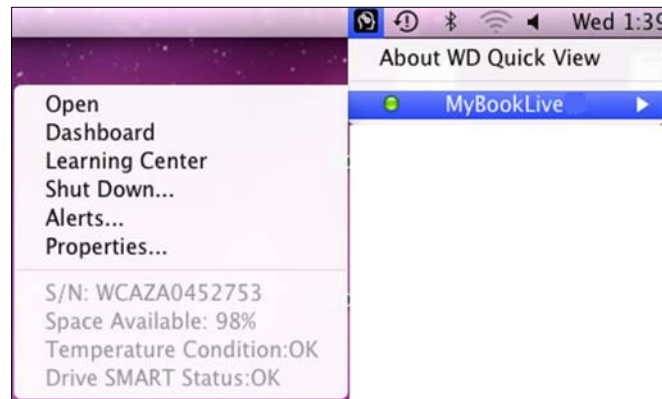 Wed 1:39
About WD Quick View
MyBookLive
Open
Dashboard
Learning Center
Shut Down...
Alerts...
Properties...
S/N: WCAZA0452753
Space Available: 98%
Temperature Condition:OK
Drive SMART Status:OK